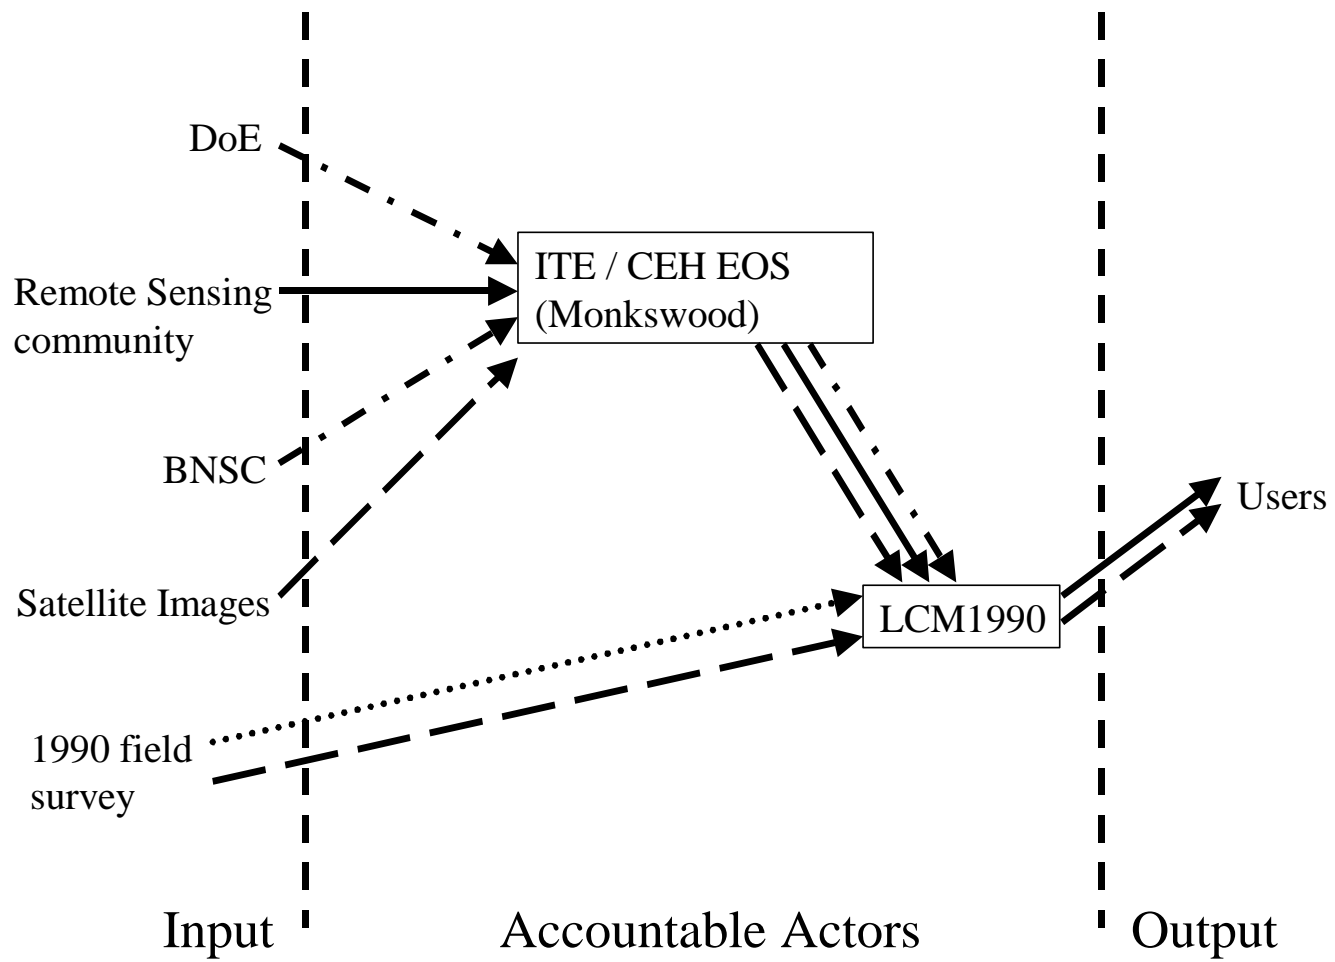 DoE
Remote Sensing
community
BNSC
Satellite Images
1990 field
survey
ITE / CEH EOS
(Monkswood)
LCM1990
Users
Input
Accountable Actors
Output